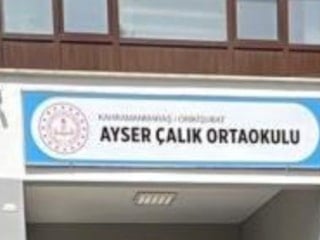 KAHRAMANMARAŞ / ONİKİŞUBAT
AYSER ÇALIK ORTAOKULU